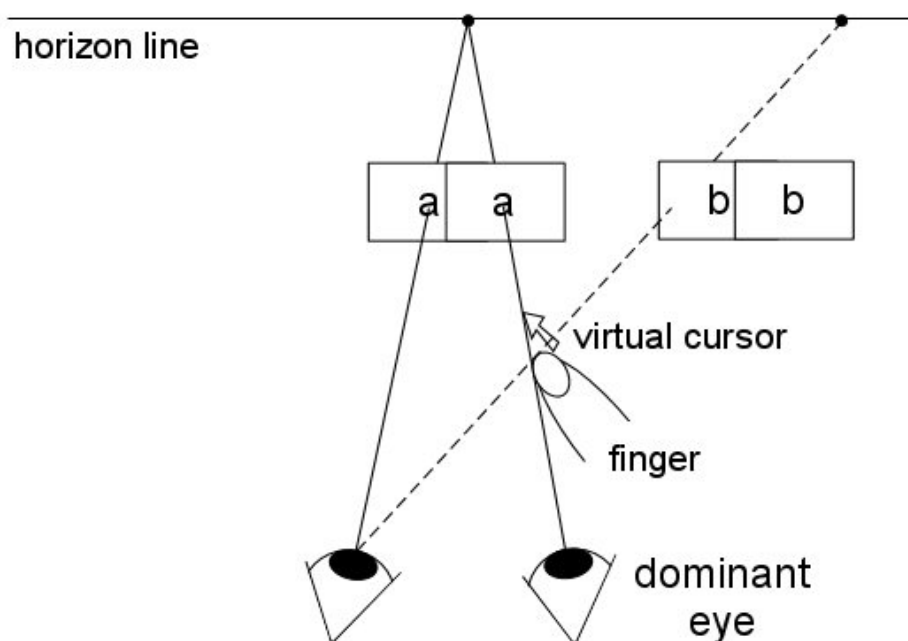 horizon line
a a b b
virtual cursor
finger
dominant
eye